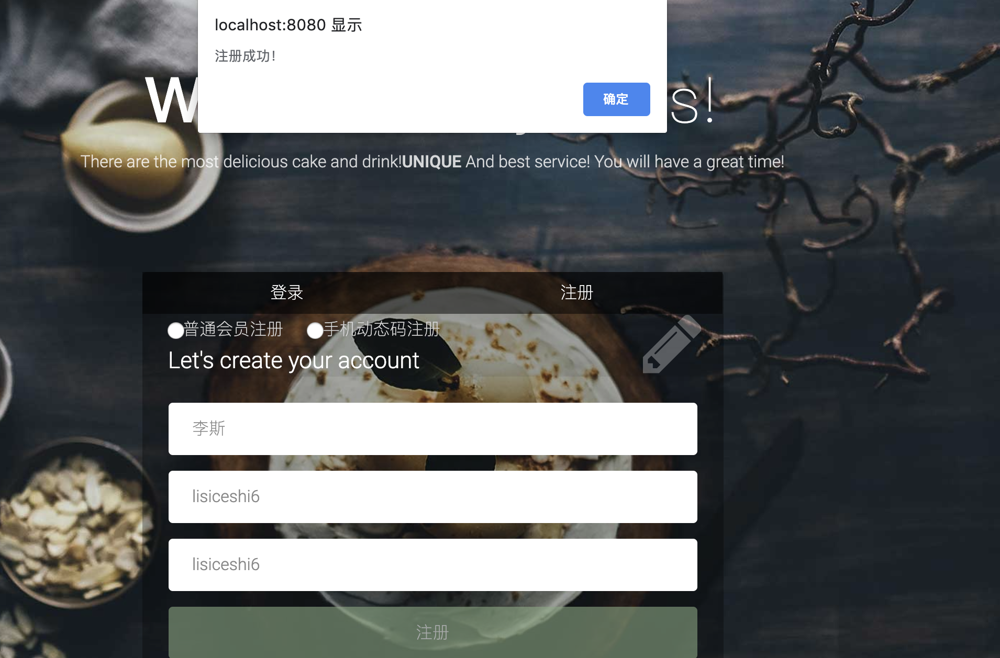 localhost:8080 显示
注册成功！
确定
W s!
There are the most delicious cake and drink!UNIQUE And best service! You will have a great time!
登录 注册
普通会员注册 手机动态码注册
Let's create your account
李斯
lisiceshi6
lisiceshi6
注册